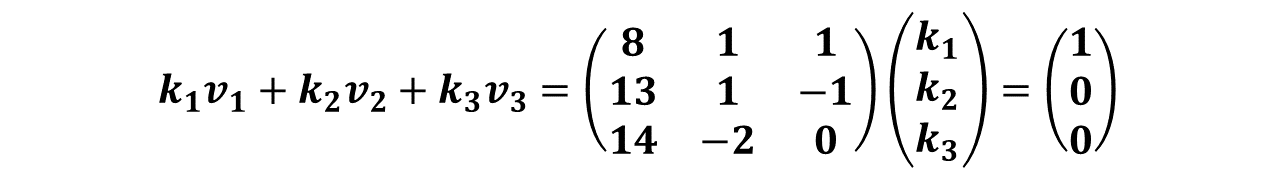 k₁v₁ + k₂v₂ + k₃v₃ = (8 1 1; 13 1 −1; 14 −2 0)(k₁; k₂; k₃) = (1; 0; 0)